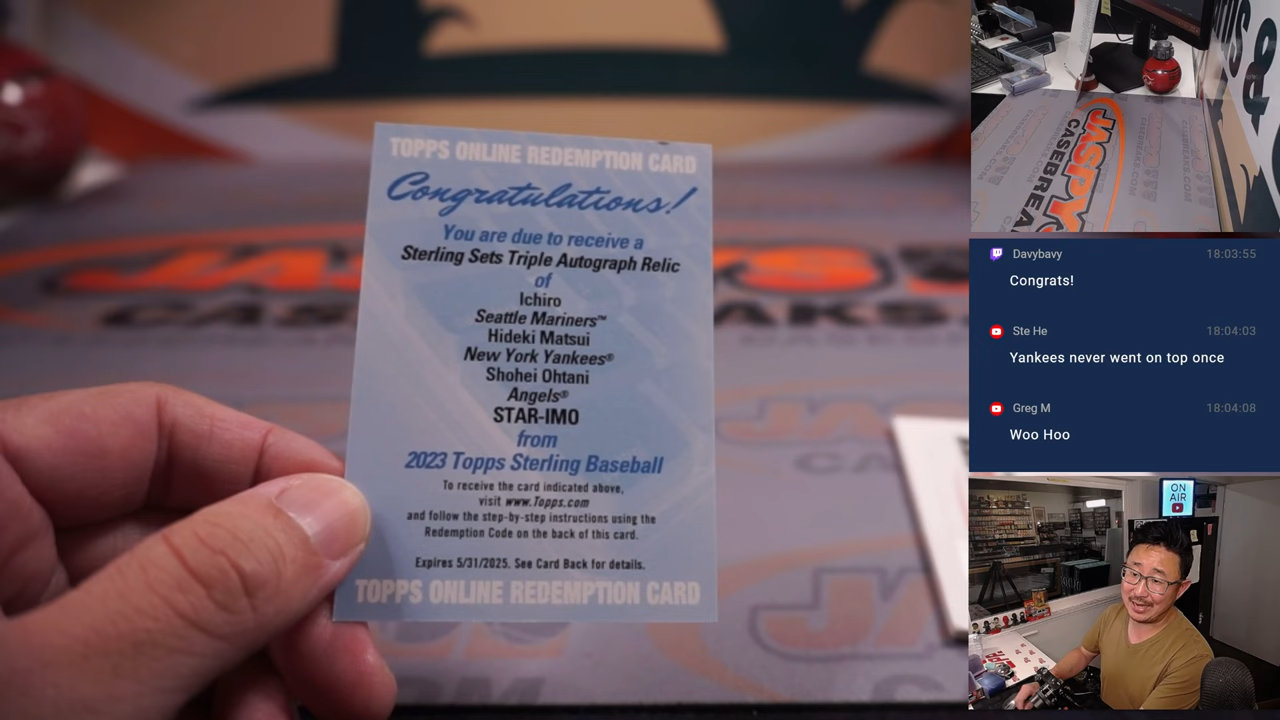 TOPPS ONLINE REDEMPTION CARD
Congratulations!
You are due to receive a
Sterling Sets Triple Autograph Relic
of
Ichiro
Seattle Mariners™
Hideki Matsui
New York Yankees®
Shohei Ohtani
Angels®
STAR-IMO
from
2023 Topps Sterling Baseball
To receive the card indicated above,
visit www.Topps.com
and follow the step-by-step instructions using the
Redemption Code on the back of this card.
Expires 5/31/2025. See Card Back for details.
TOPPS ONLINE REDEMPTION CARD
JASPY'S
CASEBREAK
Davybavy 18:03:55
Congrats!
Ste He 18:04:03
Yankees never went on top once
Greg M 18:04:08
Woo Hoo
ON
AIR